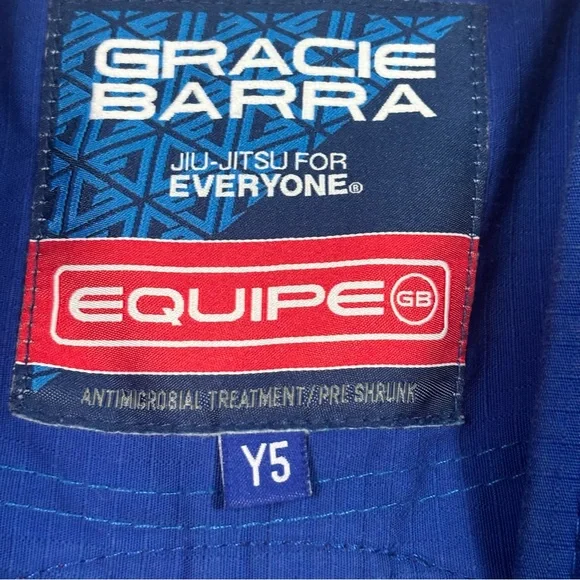 GRACIE
BARRA
JIU-JITSU FOR
EVERYONE®
EQUIPE GB
ANTIMICROBIAL TREATMENT/PRE SHRUNK
Y5